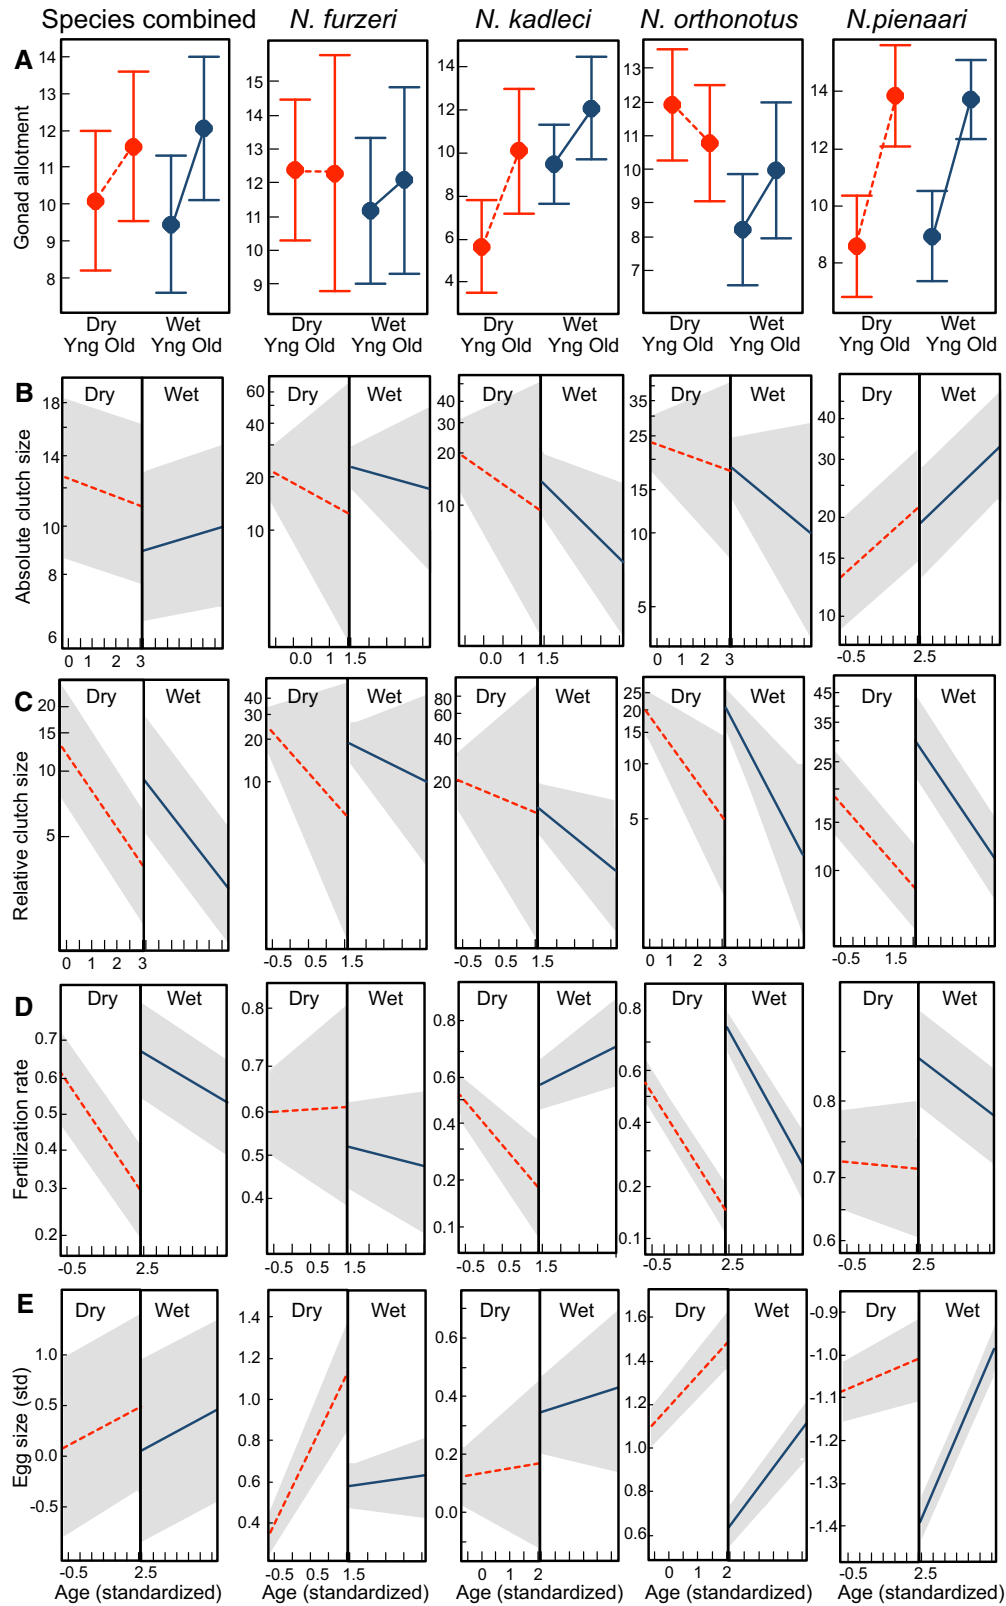 Species combined N. furzeri N. kadleci N. orthonotus N.pienaari
A
Gonad allotment
14 13 12 11 10 9 8
15 14 13 12 11 10 9
14 12 10 8 6 4
13 12 11 10 9 8 7
14 12 10 8
Dry Wet Dry Wet Dry Wet Dry Wet Dry Wet
Yng Old Yng Old Yng Old Yng Old Yng Old Yng Old Yng Old Yng Old Yng Old Yng Old
B
Absolute clutch size
Dry Wet Dry Wet Dry Wet Dry Wet Dry Wet
18 14 10 8 6
60 40 20 10
40 20 10
35 25 15 10 5
40 30 20 15 10
0 1 2 3 0.0 1 1.5 0.0 1 1.5 0 1 2 3 -0.5 2.5
C
Relative clutch size
Dry Wet Dry Wet Dry Wet Dry Wet Dry Wet
20 15 10 5
40 30 20 10
80 60 40 20
25 20 15 10 5
45 35 25 15 10
0 1 2 3 -0.5 0.5 1.5 -0.5 0.5 1.5 0 1 2 3 -0.5 1.5
D
Fertilization rate
Dry Wet Dry Wet Dry Wet Dry Wet Dry Wet
0.7 0.6 0.5 0.4 0.3 0.2
0.8 0.7 0.6 0.5 0.4
0.8 0.6 0.4 0.2 0.1
0.8 0.6 0.4 0.2 0.1
0.8 0.7 0.6
-0.5 2.5 -0.5 0.5 1.5 -0.5 0.5 1.5 -0.5 2.5 -0.5 2.5
E
Egg size (std)
Dry Wet Dry Wet Dry Wet Dry Wet Dry Wet
1.0 0.5 0.0 -0.5
1.4 1.2 1.0 0.8 0.6 0.4
0.6 0.4 0.2 0.0
1.6 1.4 1.2 1.0 0.8 0.6
-0.9 -1.0 -1.1 -1.2 -1.3 -1.4
-0.5 2.5 -0.5 0.5 1.5 0 1 2 0 2 -0.5 2.5
Age (standardized) Age (standardized) Age (standardized) Age (standardized) Age (standardized)